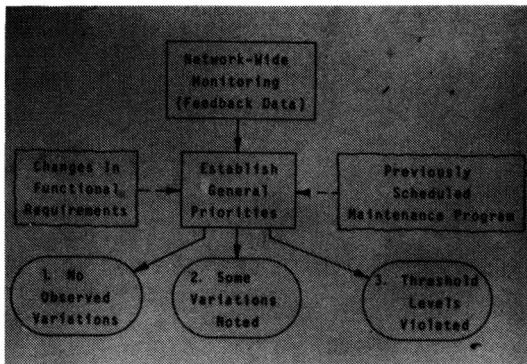 Network-Wide
Monitoring
(Feedback Data)
Changes in
Functional
Requirements
Establish
General
Priorities
Previously
Scheduled
Maintenance Program
1. No
Observed
Variations
2. Some
Variations
Noted
3. Threshold
Levels
Violated